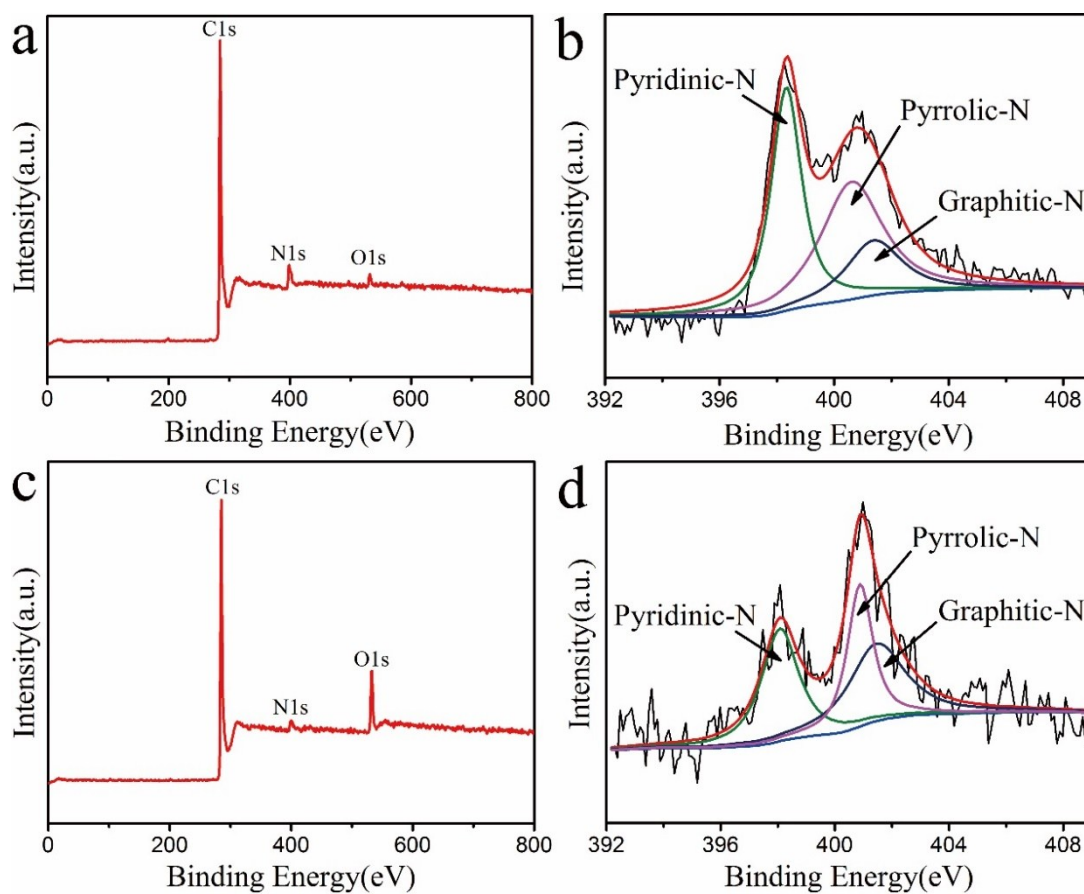 a
C1s
N1s
O1s
Intensity(a.u.)
0
200
400
600
800
Binding Energy(eV)
b
Pyridinic-N
Pyrrolic-N
Graphitic-N
Intensity(a.u.)
392
396
400
404
408
Binding Energy(eV)
c
C1s
N1s
O1s
Intensity(a.u.)
0
200
400
600
800
Binding Energy(eV)
d
Pyrrolic-N
Pyridinic-N
Graphitic-N
Intensity(a.u.)
392
396
400
404
408
Binding Energy(eV)